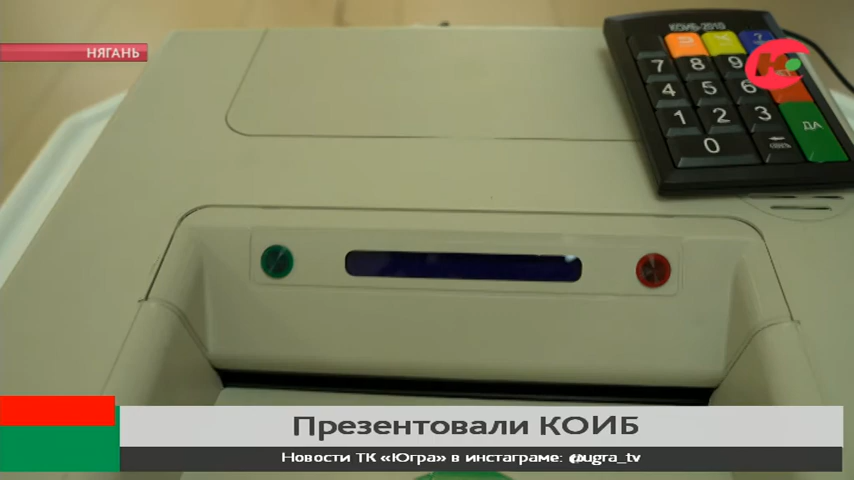 НЯГАНЬ
КОИБ-2010
?
7 8 9
4 5 6
1 2 3
0
ДА
Ю
Презентовали КОИБ
Новости ТК «Югра» в инстаграме: @ugra_tv